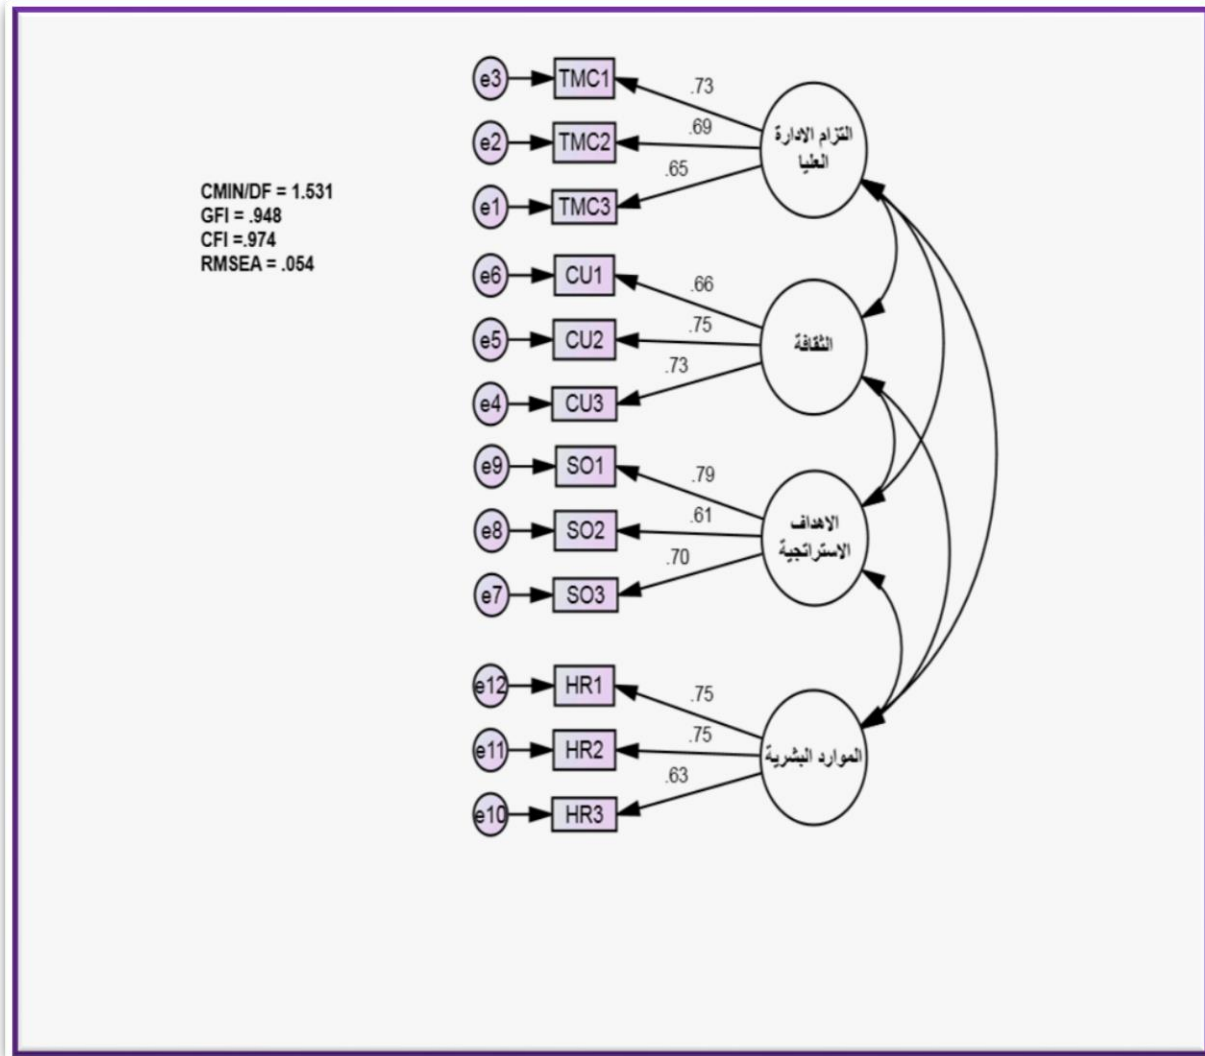 e3 TMC1 .73
التزام الادارة
العليا
e2 TMC2 .69
e1 TMC3 .65
CMIN/DF = 1.531
GFI = .948
CFI =.974
RMSEA = .054
e6 CU1 .66
e5 CU2 .75
الثقافة
e4 CU3 .73
e9 SO1 .79
e8 SO2 .61
الاهداف
الاستراتجية
e7 SO3 .70
e12 HR1 .75
e11 HR2 .75
الموارد البشرية
e10 HR3 .63